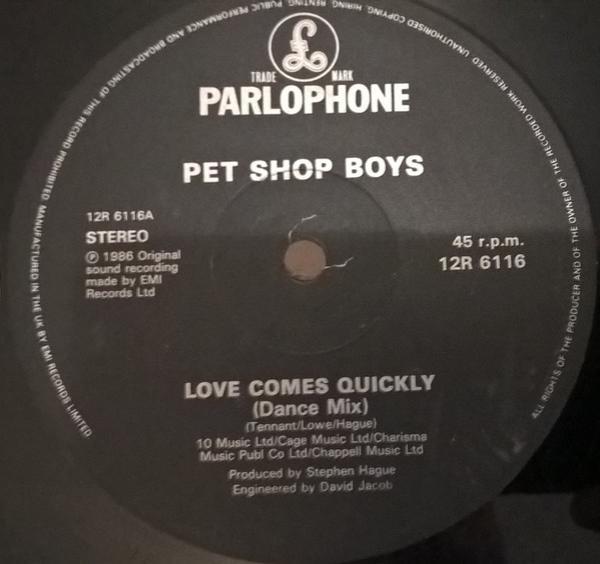 ALL RIGHTS OF THE PRODUCER AND OF THE OWNER OF THE RECORDED WORK RESERVED UNAUTHORISED COPYING, HIRING, RENTING, PUBLIC PERFORMANCE AND BROADCASTING OF THIS RECORD PROHIBITED MANUFACTURED IN THE UK BY EMI RECORDS LIMITED
£
TRADE MARK
PARLOPHONE
PET SHOP BOYS
12R 6116A
STEREO
℗ 1986 Original
sound recording
made by EMI
Records Ltd
45 r.p.m.
12R 6116
LOVE COMES QUICKLY
(Dance Mix)
(Tennant/Lowe/Hague)
10 Music Ltd/Cage Music Ltd/Charisma
Music Publ Co Ltd/Chappell Music Ltd
Produced by Stephen Hague
Engineered by David Jacob